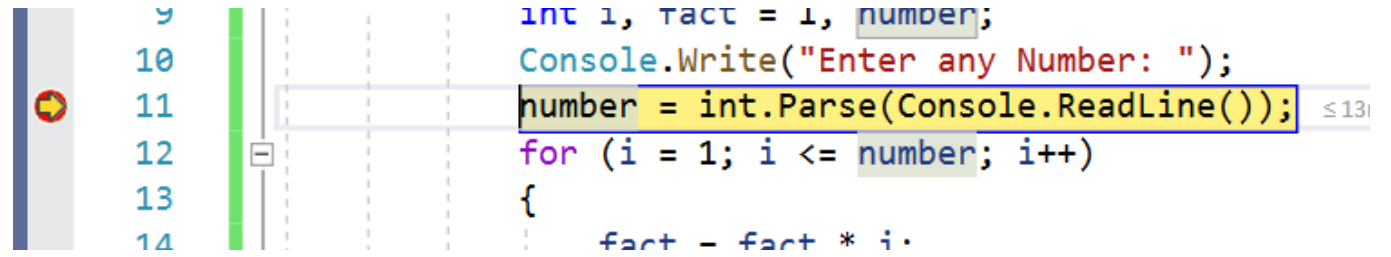 9 int i, fact = 1, number;
10 Console.Write("Enter any Number: ");
11 number = int.Parse(Console.ReadLine()); ≤13
12 for (i = 1; i <= number; i++)
13 {
14 fact = fact * i;